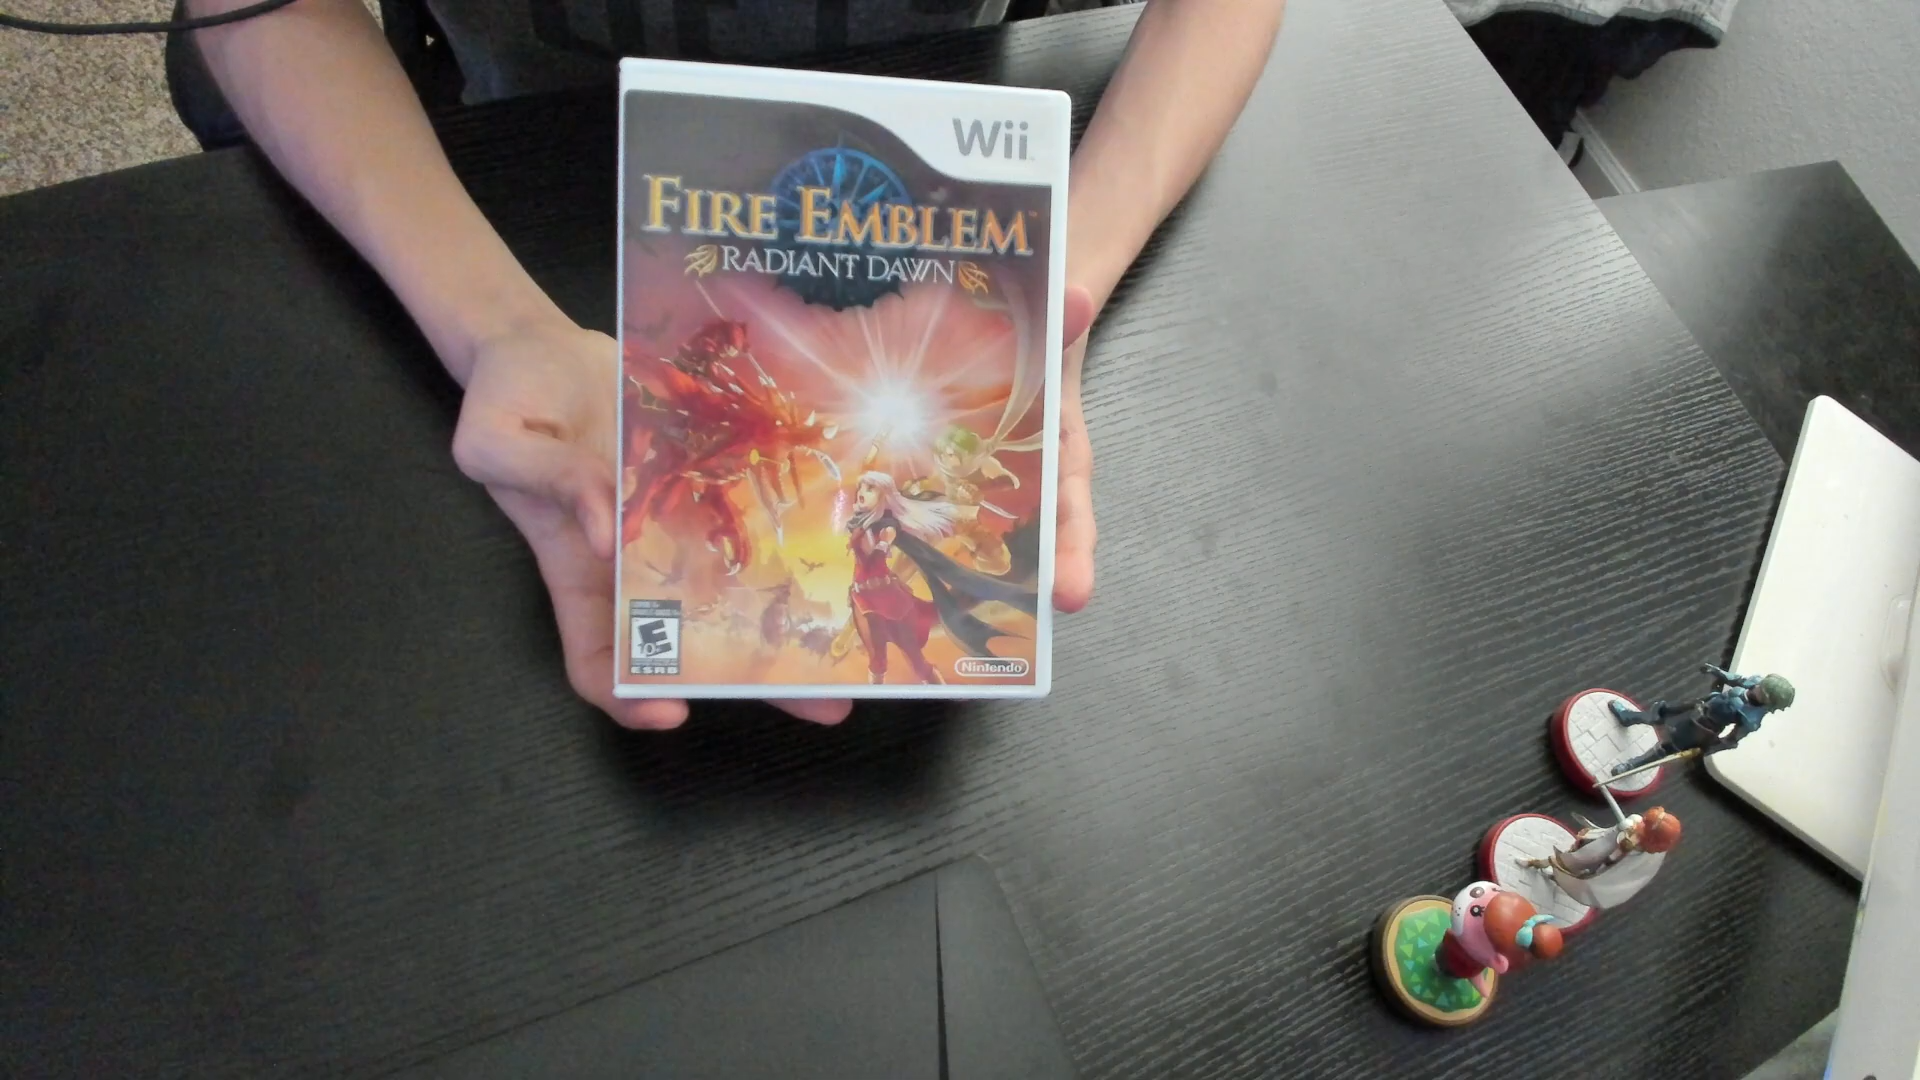 Wii
FIRE EMBLEM
RADIANT DAWN
E
10+
ESRB
Nintendo